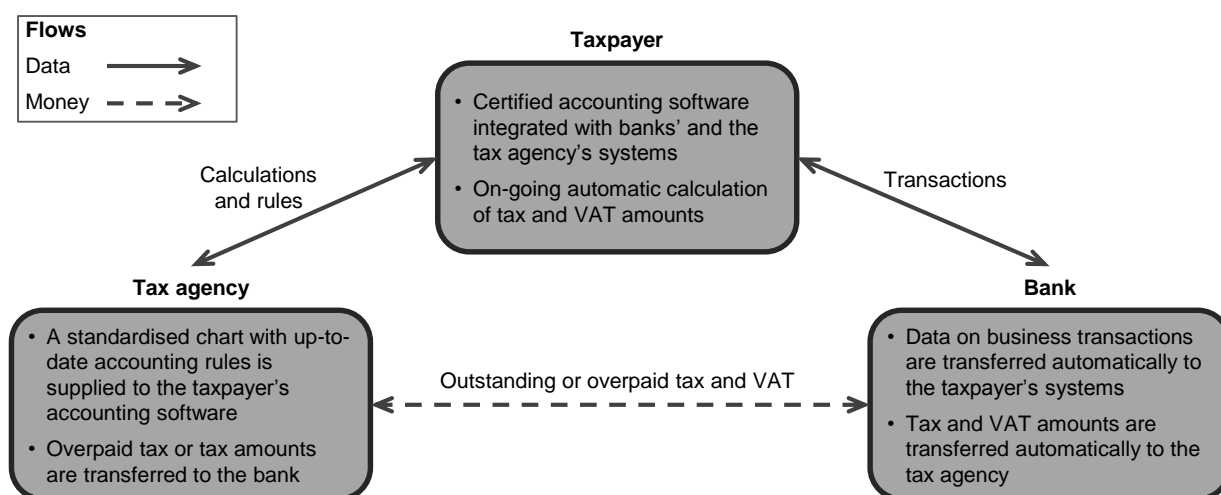 Flows
Data
Money
Taxpayer
• Certified accounting software
integrated with banks’ and the
tax agency’s systems
• On-going automatic calculation
of tax and VAT amounts
Calculations
and rules
Transactions
Tax agency
• A standardised chart with up-to-
date accounting rules is
supplied to the taxpayer’s
accounting software
• Overpaid tax or tax amounts
are transferred to the bank
Outstanding or overpaid tax and VAT
Bank
• Data on business transactions
are transferred automatically to
the taxpayer’s systems
• Tax and VAT amounts are
transferred automatically to the
tax agency